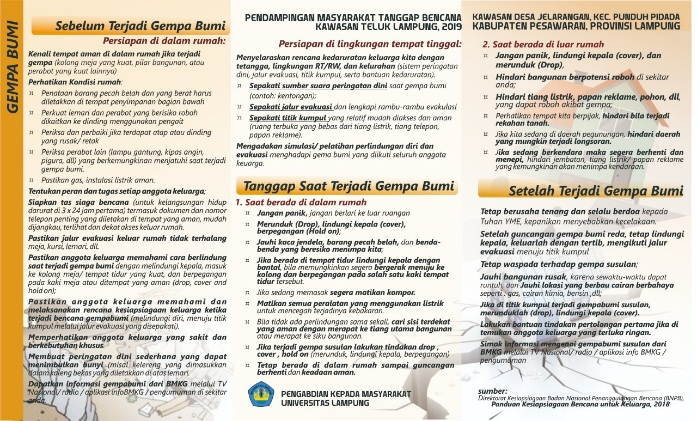 GEMPA BUMI
Sebelum Terjadi Gempa Bumi
Persiapan di dalam rumah:
Kenali tempat aman di dalam rumah jika terjadi
gempa (kolong meja yang kuat, pilar bangunan, atau
perabot yang kuat lainnya)
Perhatikan Kondisi rumah:
Penataan barang pecah belah dan yang berat harus
diletakkan di tempat penyimpanan bagian bawah
Perkuat lemari dan perabot yang berisiko roboh
dikaitkan ke dinding menggunakan pengait
Periksa dan perbaiki jika terdapat atap atau dinding
yang rusak/ retak
Periksa perabot lain (lampu gantung, kipas angin,
pigura, dll) yang berkemungkinan menjatuhi saat terjadi
gempa bumi.
Pastikan gas, instalasi listrik aman.
Tentukan peran dan tugas setiap anggota keluarga;
Siapkan tas siaga bencana (untuk kelangsungan hidup
darurat di 3 x 24 jam pertama) termasuk dokumen dan nomor
telepon penting yang diletakan di tempat yang aman, mudah
dijangkau, terlihat dan dekat akses keluar rumah.
Pastikan jalur evakuasi keluar rumah tidak terhalang
meja, kursi, lemari, dll.
Pastikan anggota keluarga memahami cara berlindung
saat terjadi gempa bumi dengan melindungi kepala, masuk
ke kolong meja/ tempat tidur yang kuat, dan berpegangan
pada kaki meja atau ditempat yang aman (drop, cover and
hold on);
Pastikan anggota keluarga memahami dan
melaksanakan rencana kesiapsiagaan keluarga ketika
terjadi bencana gempabumi (melindungi diri, menuju titik
kumpul melalui jalur evakuasi yang disepakati).
Memperhatikan anggota keluarga yang sakit dan
berkebutuhan khusus
Membuat peringatan dini sederhana yang dapat
menimbulkan bunyi (misal kelereng yang dimasukkan
dalam kaleng bekas yang diletakkan di atas lemari
Dapatkan informasi gempabumi dari BMKG melalui TV
Nasional/ radio / aplikasi infoBMKG / pengumuman di sekitar
anda.
PENDAMPINGAN MASYARAKAT TANGGAP BENCANA
KAWASAN TELUK LAMPUNG, 2019
Persiapan di lingkungan tempat tinggal:
Menyelaraskan rencana kedaruratan keluarga kita dengan
tetangga, lingkungan RT/RW, dan kelurahan (sistem peringatan
dini, jalur evakuasi, titik kumpul, serta bantuan kedaruratan).
Sepakati sumber suara peringatan dini saat gempa bumi
(contoh: kentongan);
Sepakati jalur evakuasi dan lengkapi rambu-rambu evakulasi
Sepakati titik kumpul yang relatif mudah diakses dan aman
(ruang terbuka yang bebas dari tiang listrik, tiang telepon,
papan reklame).
Mengadakan simulasi/ pelatihan perlindungan diri dan
evakuasi menghadapi gema bumi yang diikuti seluruh anggota
keuarga.
Tanggap Saat Terjadi Gempa Bumi
1. Saat berada di dalam rumah
Jangan panik, jangan berlari ke luar ruangan
Merunduk (Drop), lindungi kepala (cover),
berpegangan (Hold on);
Jauhi kaca jendela, barang pecah belah, dan benda-
benda yang beresiko menimpa kita;
Jika berada di tempat tidur lindungi kepala dengan
bantal, bila memungkinkan segera bergerak menuju ke
kolong dan berpegangan pada salah satu kaki tempat
tidur tersebut.
Jika sedang memasak segera matikan kompor.
Matikan semua peralatan yang menggunakan listrik
untuk mencegah terjadinya kebakaran.
Bila tidak ada perlindungan sama sekali, cari sisi terdekat
yang aman dengan merapat ke tiang utama bangunan
atau merapat ke siku bangunan.
Jika terjadi gempa susulan lakukan tindakan drop ,
cover , hold on (merunduk, lindungi kepala, berpegangan)
Tetap berada di dalam rumah sampai guncangan
berhenti dan keadaan aman.
PENGABDIAN KEPADA MASYARAKAT
UNIVERSITAS LAMPUNG
KAWASAN DESA JELARANGAN, KEC. PUNDUH PIDADA
KABUPATEN PESAWARAN, PROVINSI LAMPUNG
2. Saat berada di luar rumah
Jangan panik, lindungi kepala (cover), dan
merunduk (Drop).
Hindari bangunan berpotensi roboh di sekitar
anda;
Hindari tiang listrik, papan reklame, pohon, dll,
yang dapat roboh akibat gempa;
Perhatikan tempat kita berpijak, hindari bila terjadi
rekahan tanah.
Jika kita sedang di daerah pegunungan, hindari daerah
yang mungkin terjadi longsoran.
Jika sedang berkendara maka segera berhenti dan
menepi, hindari jembatan, tiang listrik/ papan reklame
yang kemungkinan akan menimpa kendaraan.
Setelah Terjadi Gempa Bumi
Tetap berusaha tenang dan selalu berdoa kepada
Tuhan YME, kepanikan menyebabkan kecelakaan.
Setelah guncangan gempa bumi reda, tetap lindungi
kepala, keluarlah dengan tertib, mengikuti jalur
evakuasi menuju titik kumpul
Tetap waspada terhadap gempa susulan;
Jauhi bangunan rusak, karena sewaktu-waktu dapat
runtuh, dan Jauhi lokasi yang berbau cairan berbahaya
seperti : gas, cairan kimia, bensin ,dll;
Jika di titik kumpul terjadi gempabumi susulan,
merunduklah (drop), lindungi kepala (cover).
Lakukan bantuan tindakan pertolongan pertama jika di
temukan anggota keluarga yang terluka ringan.
Simak informasi mengenai gempabumi susulan dari
BMKG melalui TV Nasional/ radio / aplikasi info BMKG /
pengumuman
sumber:
Direktorat Kesiapsiagaan Badan Nasional Penanggulangan Bencana (BNPB),
Panduan Kesiapsiagaan Bencana untuk Keluarga, 2018